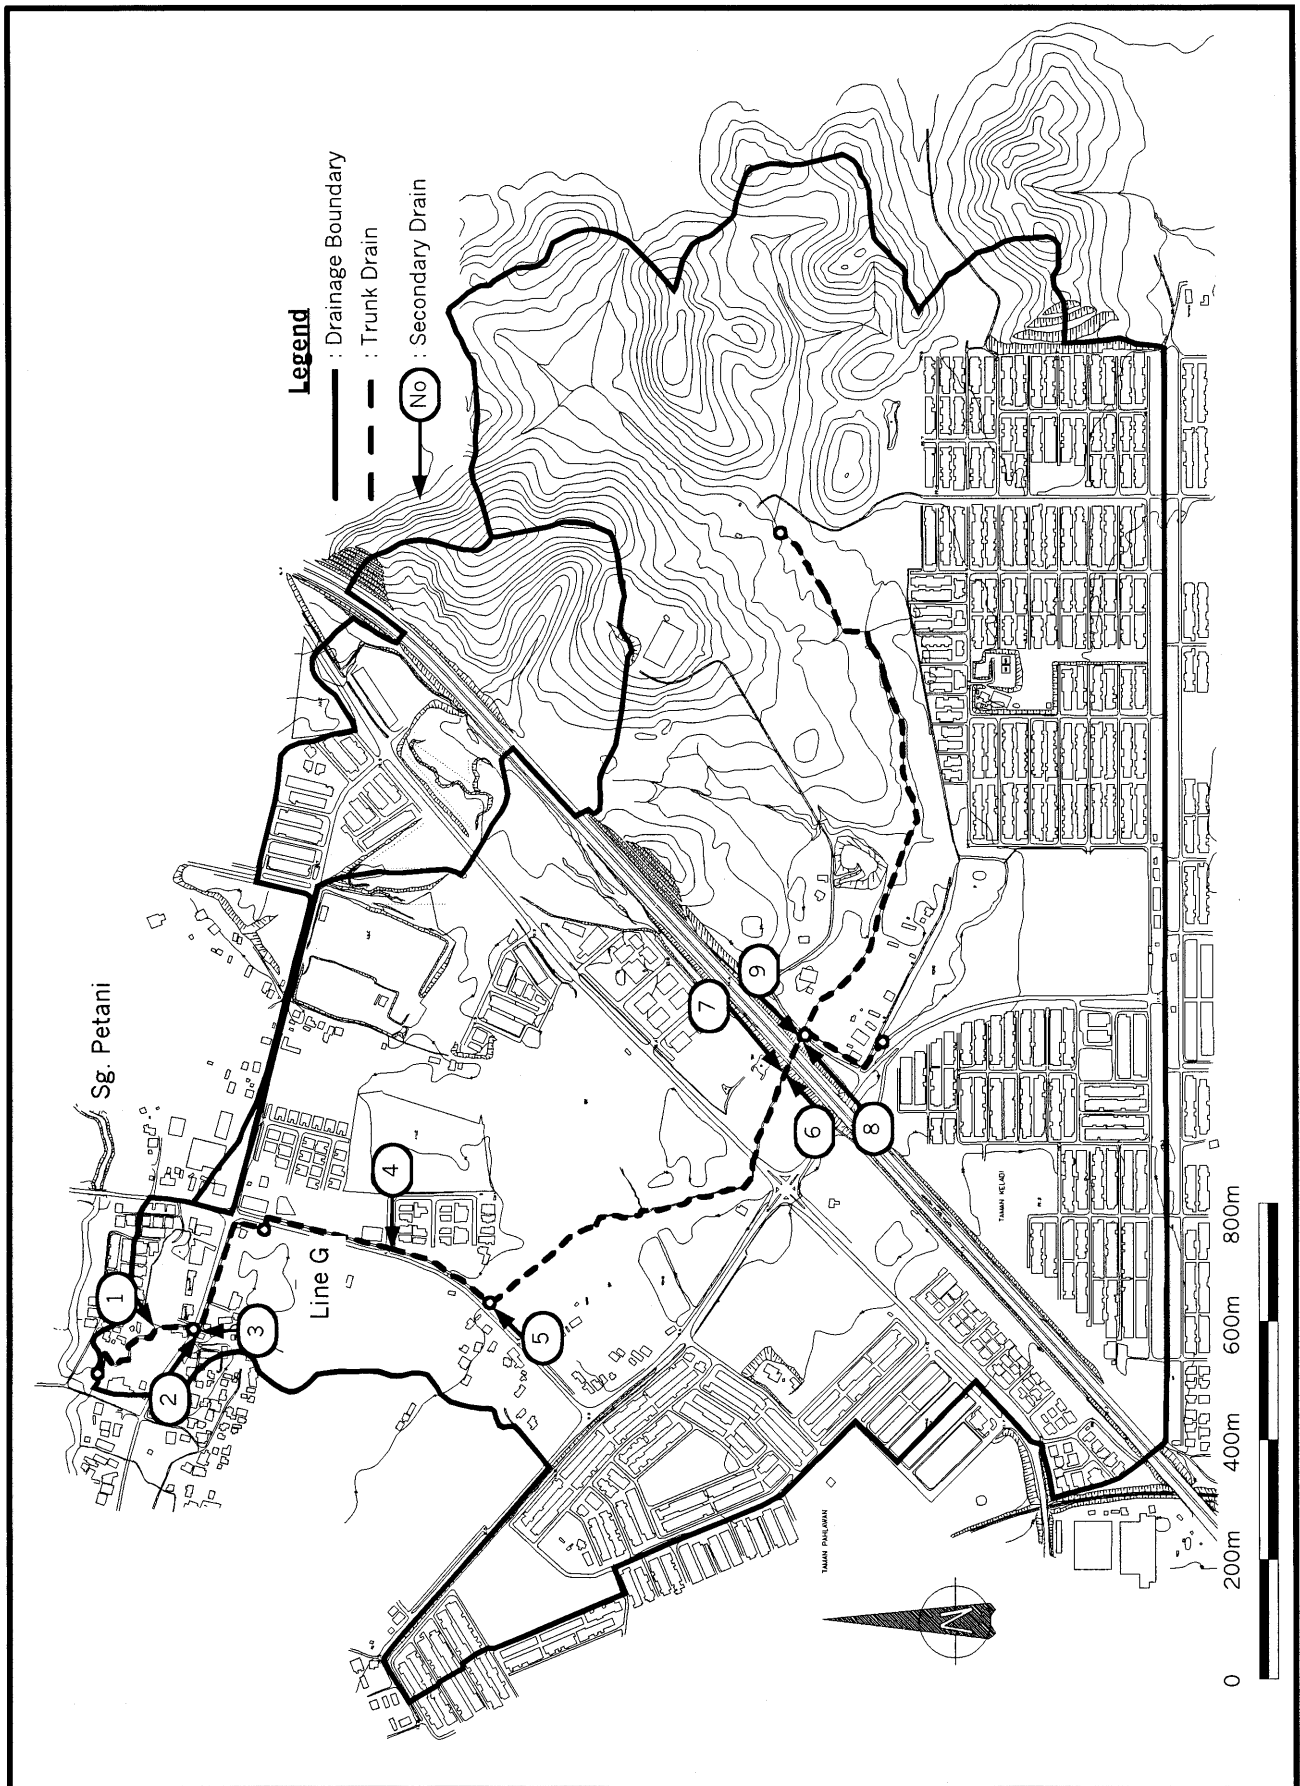 Legend
: Drainage Boundary
: Trunk Drain
No : Secondary Drain
Sg. Petani
Line G
1
2
3
4
5
6
7
8
9
TAMAN KELADI
TAMAN PAHLAWAN
N
0 200m 400m 600m 800m